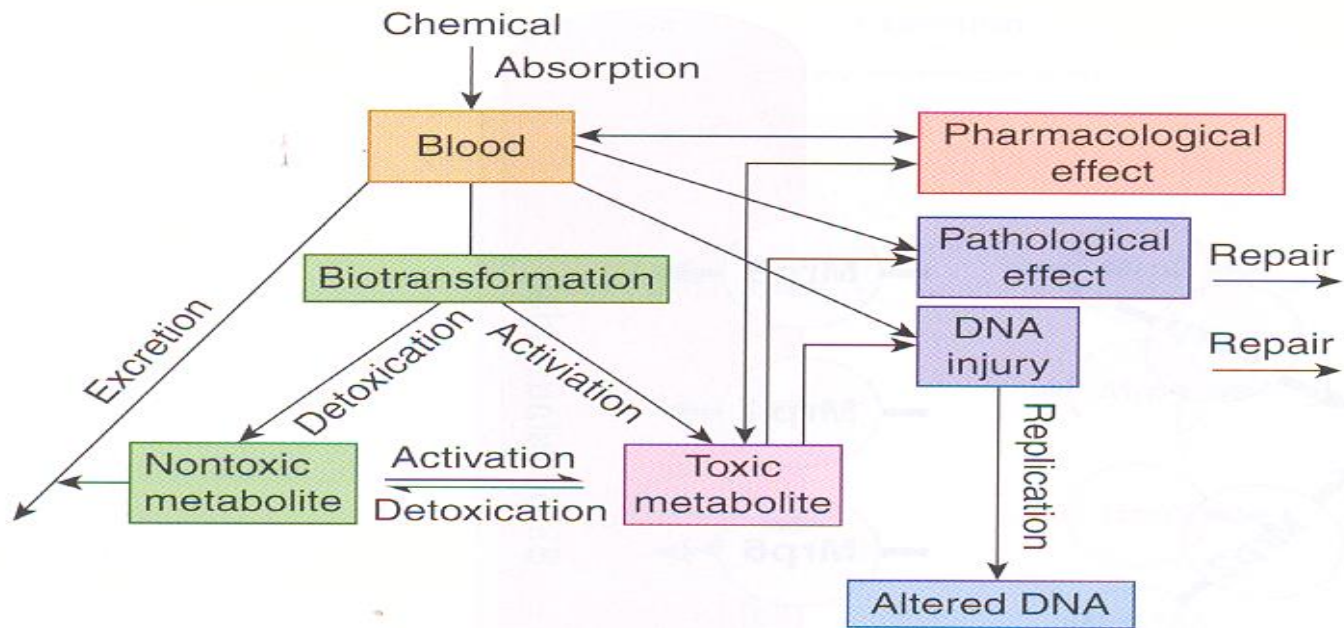 Chemical
Absorption
Blood
Pharmacological
effect
Pathological
effect
Repair
Biotransformation
DNA
injury
Repair
Excretion
Detoxication
Activiation
Replication
Nontoxic
metabolite
Activation
Detoxication
Toxic
metabolite
Altered DNA